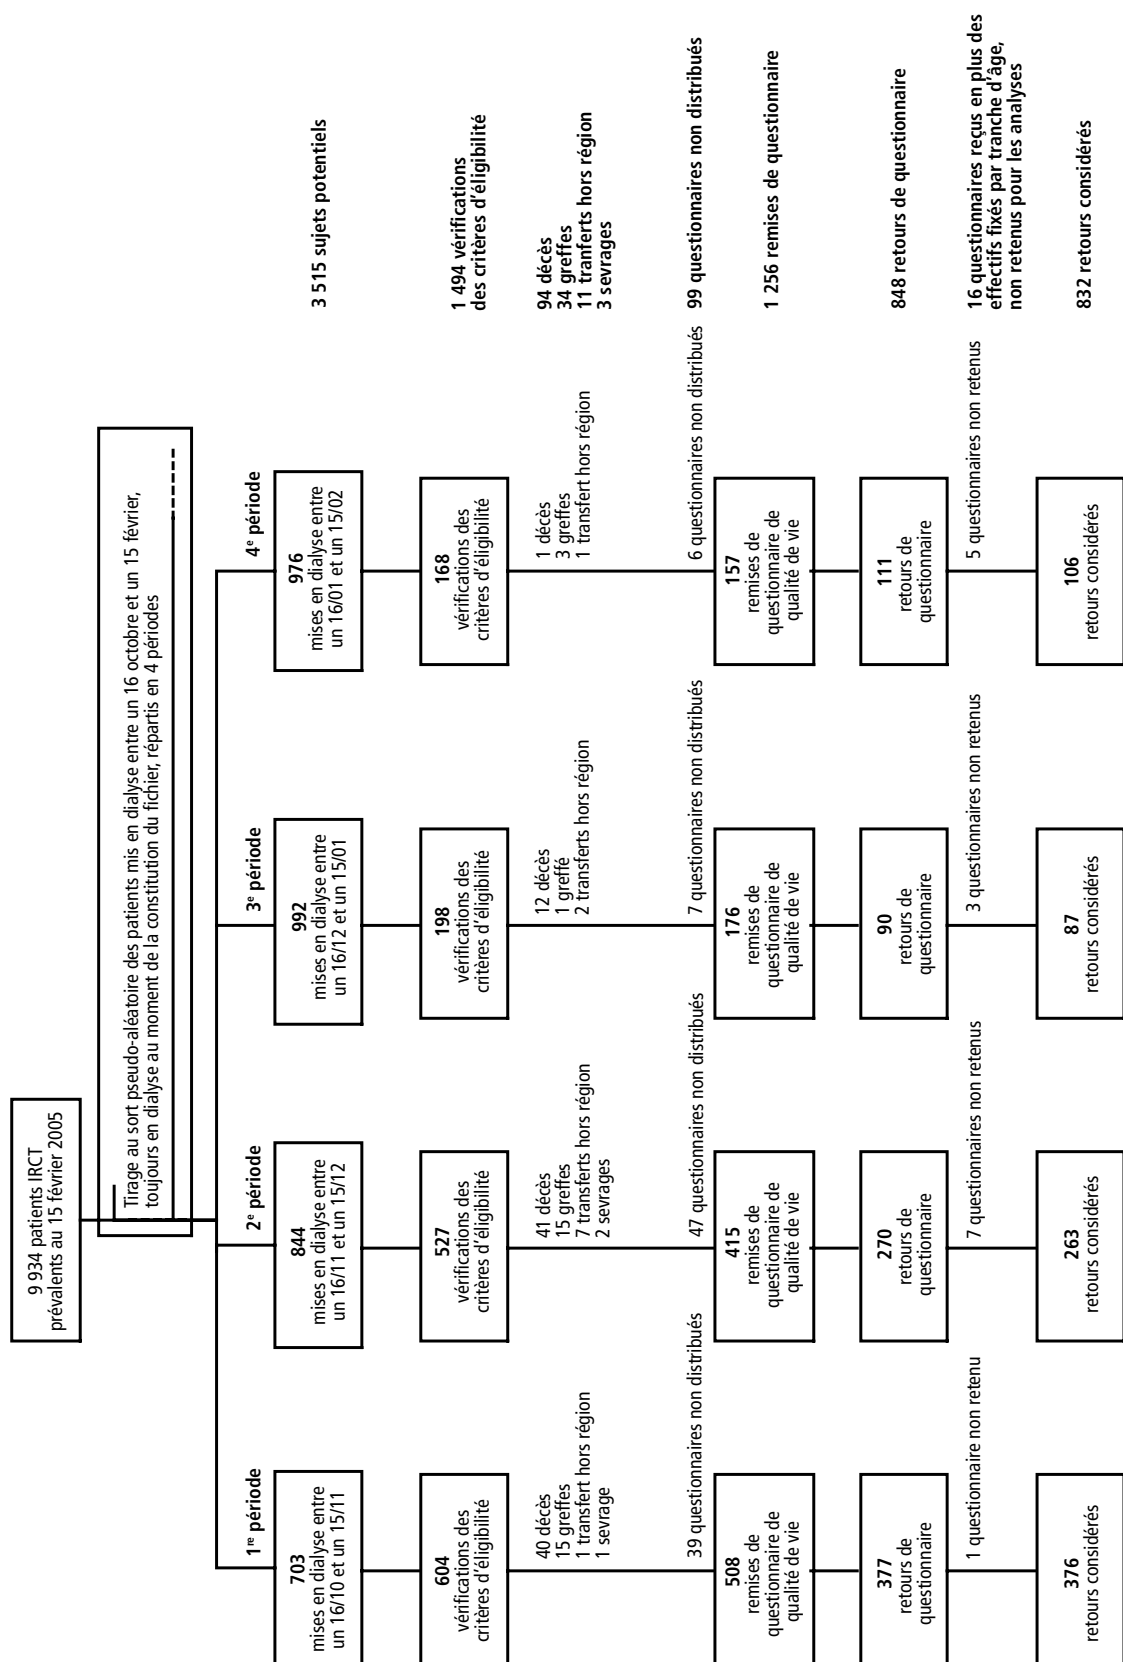 9 934 patients IRCT
prévalents au 15 février 2005
Tirage au sort pseudo-aléatoire des patients mis en dialyse entre un 16 octobre et un 15 février,
toujours en dialyse au moment de la constitution du fichier, répartis en 4 périodes
1re période
2e période
3e période
4e période
703
mises en dialyse entre
un 16/10 et un 15/11
844
mises en dialyse entre
un 16/11 et un 15/12
992
mises en dialyse entre
un 16/12 et un 15/01
976
mises en dialyse entre
un 16/01 et un 15/02
3 515 sujets potentiels
604
vérifications des
critères d'éligibilité
527
vérifications des
critères d'éligibilité
198
vérifications des
critères d'éligibilité
168
vérifications des
critères d'éligibilité
1 494 vérifications
des critères d'éligibilité
40 décès
15 greffes
1 transfert hors région
1 sevrage
41 décès
15 greffes
7 transferts hors région
2 sevrages
12 décès
1 greffé
2 transferts hors région
1 décès
3 greffes
1 transfert hors région
94 décès
34 greffes
11 tranferts hors région
3 sevrages
39 questionnaires non distribués
47 questionnaires non distribués
7 questionnaires non distribués
6 questionnaires non distribués
99 questionnaires non distribués
508
remises de
questionnaire de
qualité de vie
415
remises de
questionnaire de
qualité de vie
176
remises de
questionnaire de
qualité de vie
157
remises de
questionnaire de
qualité de vie
1 256 remises de questionnaire
377
retours de
questionnaire
270
retours de
questionnaire
90
retours de
questionnaire
111
retours de
questionnaire
848 retours de questionnaire
1 questionnaire non retenu
7 questionnaires non retenus
3 questionnaires non retenus
5 questionnaires non retenus
16 questionnaires reçus en plus des
effectifs fixés par tranche d'âge,
non retenus pour les analyses
376
retours considérés
263
retours considérés
87
retours considérés
106
retours considérés
832 retours considérés